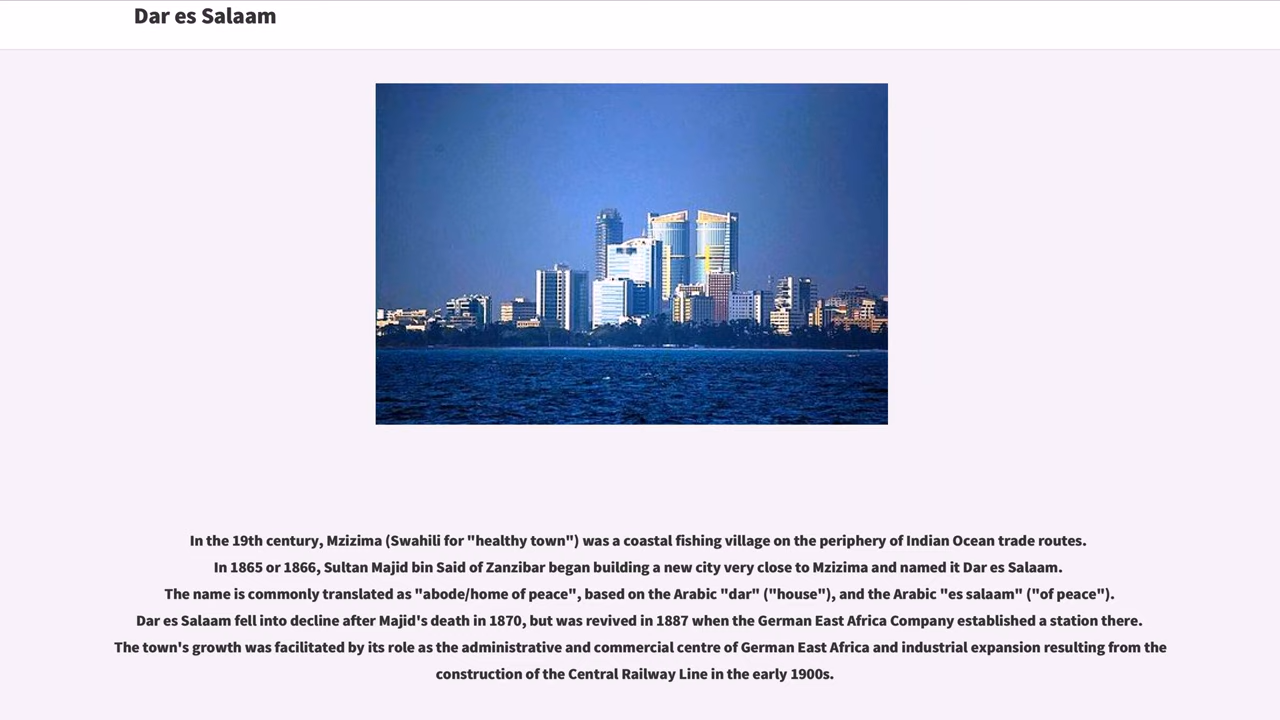 Dar es Salaam
In the 19th century, Mzizima (Swahili for "healthy town") was a coastal fishing village on the periphery of Indian Ocean trade routes.
In 1865 or 1866, Sultan Majid bin Said of Zanzibar began building a new city very close to Mzizima and named it Dar es Salaam.
The name is commonly translated as "abode/home of peace", based on the Arabic "dar" ("house"), and the Arabic "es salaam" ("of peace").
Dar es Salaam fell into decline after Majid's death in 1870, but was revived in 1887 when the German East Africa Company established a station there.
The town's growth was facilitated by its role as the administrative and commercial centre of German East Africa and industrial expansion resulting from the
construction of the Central Railway Line in the early 1900s.